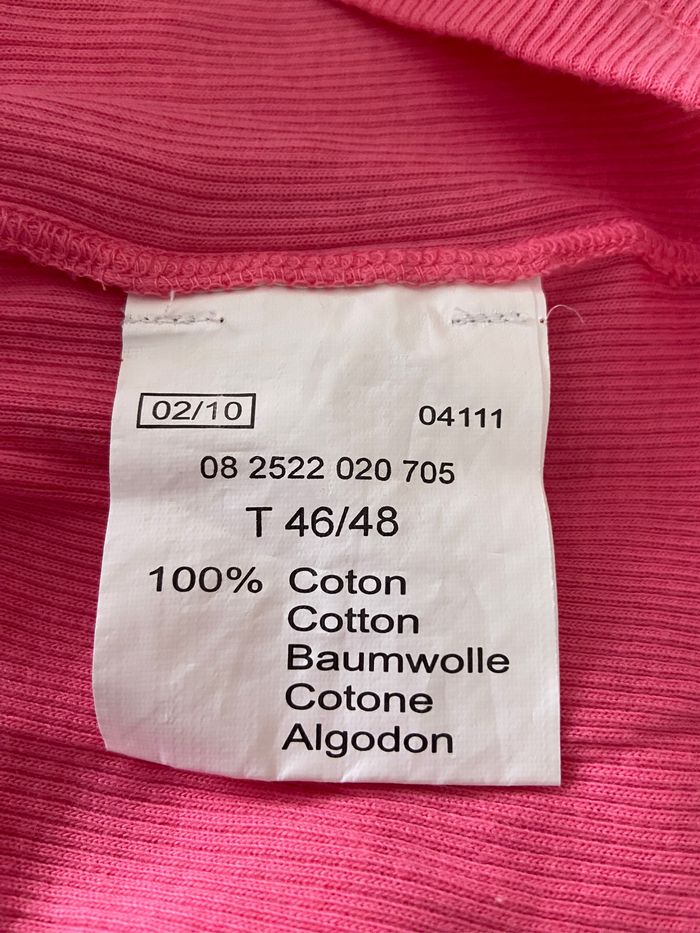 02/10 04111
08 2522 020 705
T 46/48
100% Coton
Cotton
Baumwolle
Cotone
Algodon